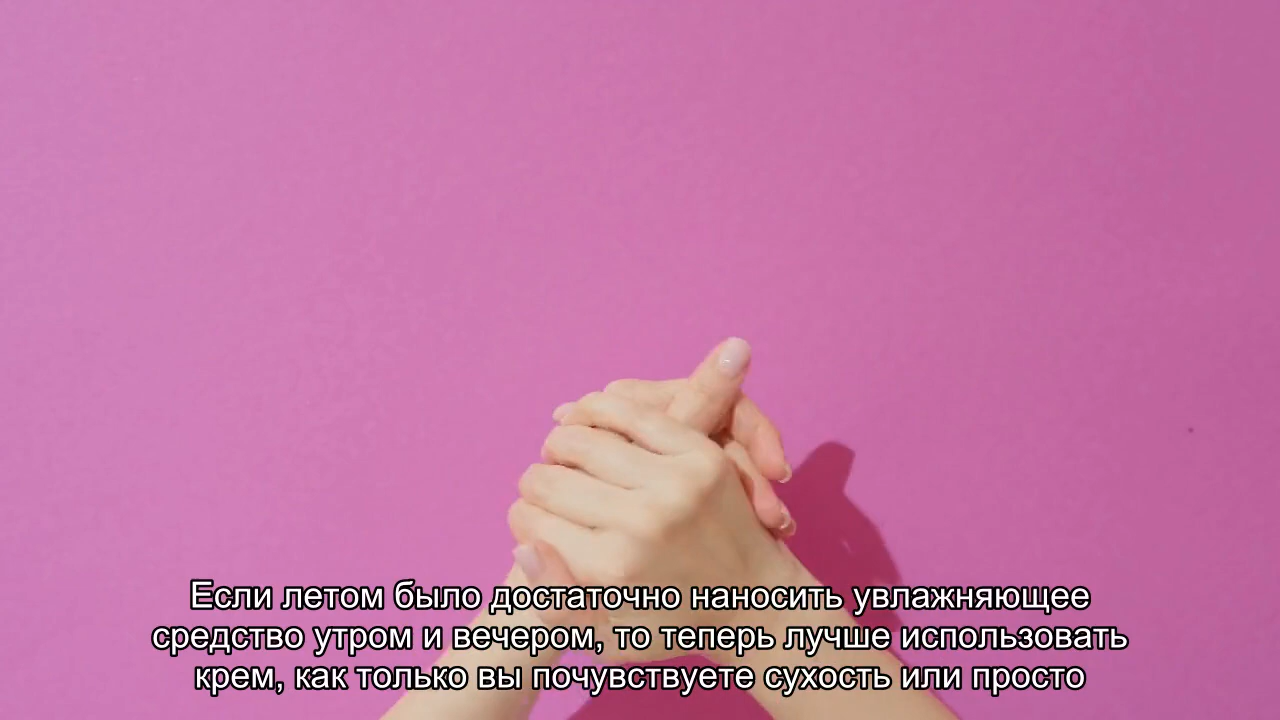 Если летом было достаточно наносить увлажняющее
средство утром и вечером, то теперь лучше использовать
крем, как только вы почувствуете сухость или просто